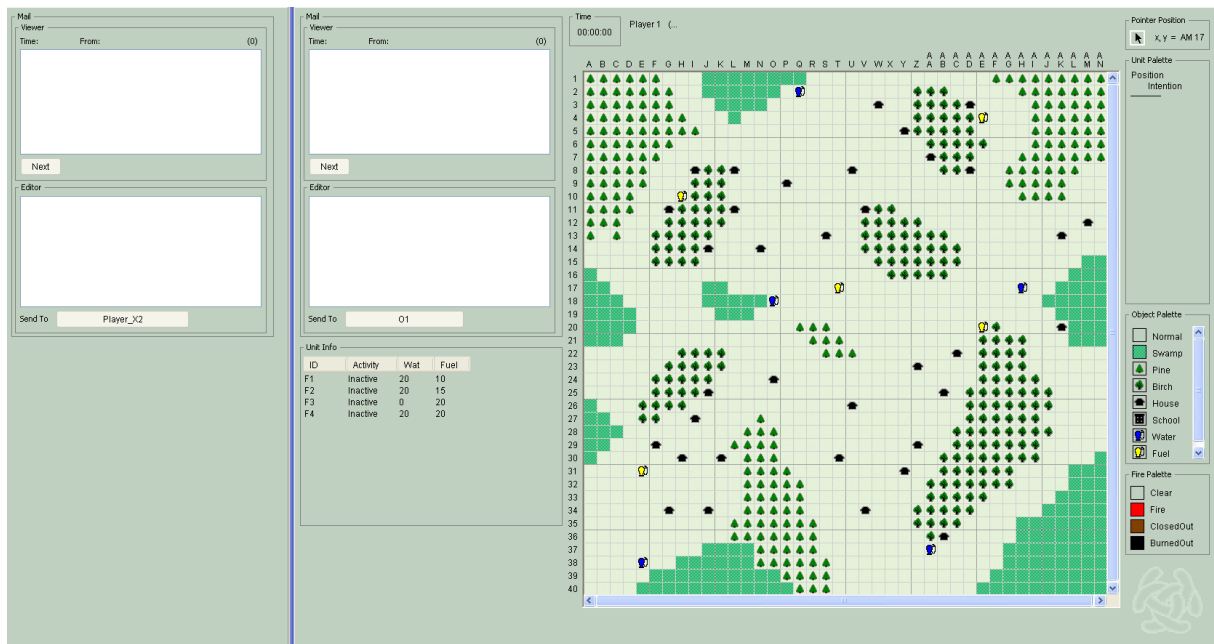 Mail
Viewer
Time: From: (0)
Next
Editor
Send To Player_X2
Mail
Viewer
Time: From: (0)
Next
Editor
Send To O1
Unit Info
ID Activity Wat Fuel
F1 Inactive 20 10
F2 Inactive 20 15
F3 Inactive 0 20
F4 Inactive 20 20
Time
00:00:00
Player 1 (...
A B C D E F G H I J K L M N O P Q R S T U V W X Y Z AA AB AC AD AE AF AG AH AI AJ AK AL AM AN
1
2
3
4
5
6
7
8
9
10
11
12
13
14
15
16
17
18
19
20
21
22
23
24
25
26
27
28
29
30
31
32
33
34
35
36
37
38
39
40
Pointer Position
x, y = AM 17
Unit Palette
Position
Intention
Object Palette
Normal
Swamp
Pine
Birch
House
School
Water
Fuel
Fire Palette
Clear
Fire
ClosedOut
BurnedOut